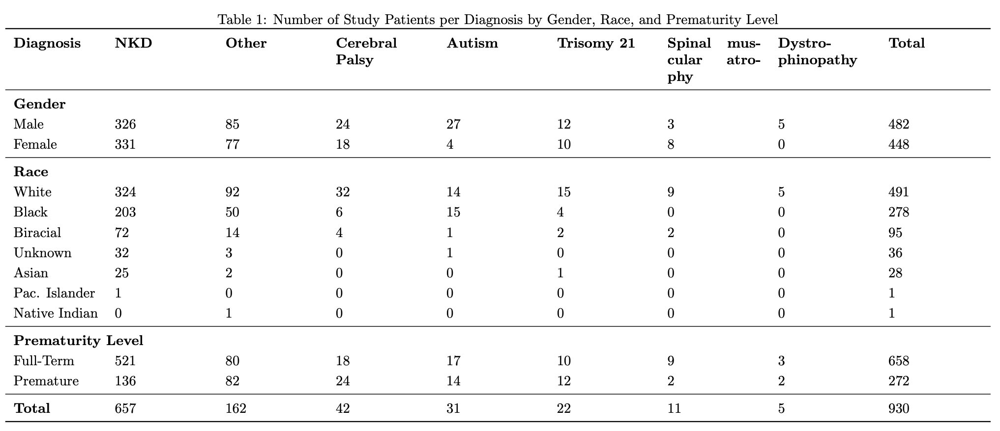 Table 1: Number of Study Patients per Diagnosis by Gender, Race, and Prematurity Level
Diagnosis NKD Other Cerebral Autism Trisomy 21 Spinal mus- Dystro- Total
Palsy cular atro- phinopathy
phy
Gender
Male 326 85 24 27 12 3 5 482
Female 331 77 18 4 10 8 0 448
Race
White 324 92 32 14 15 9 5 491
Black 203 50 6 15 4 0 0 278
Biracial 72 14 4 1 2 2 0 95
Unknown 32 3 0 1 0 0 0 36
Asian 25 2 0 0 1 0 0 28
Pac. Islander 1 0 0 0 0 0 0 1
Native Indian 0 1 0 0 0 0 0 1
Prematurity Level
Full-Term 521 80 18 17 10 9 3 658
Premature 136 82 24 14 12 2 2 272
Total 657 162 42 31 22 11 5 930